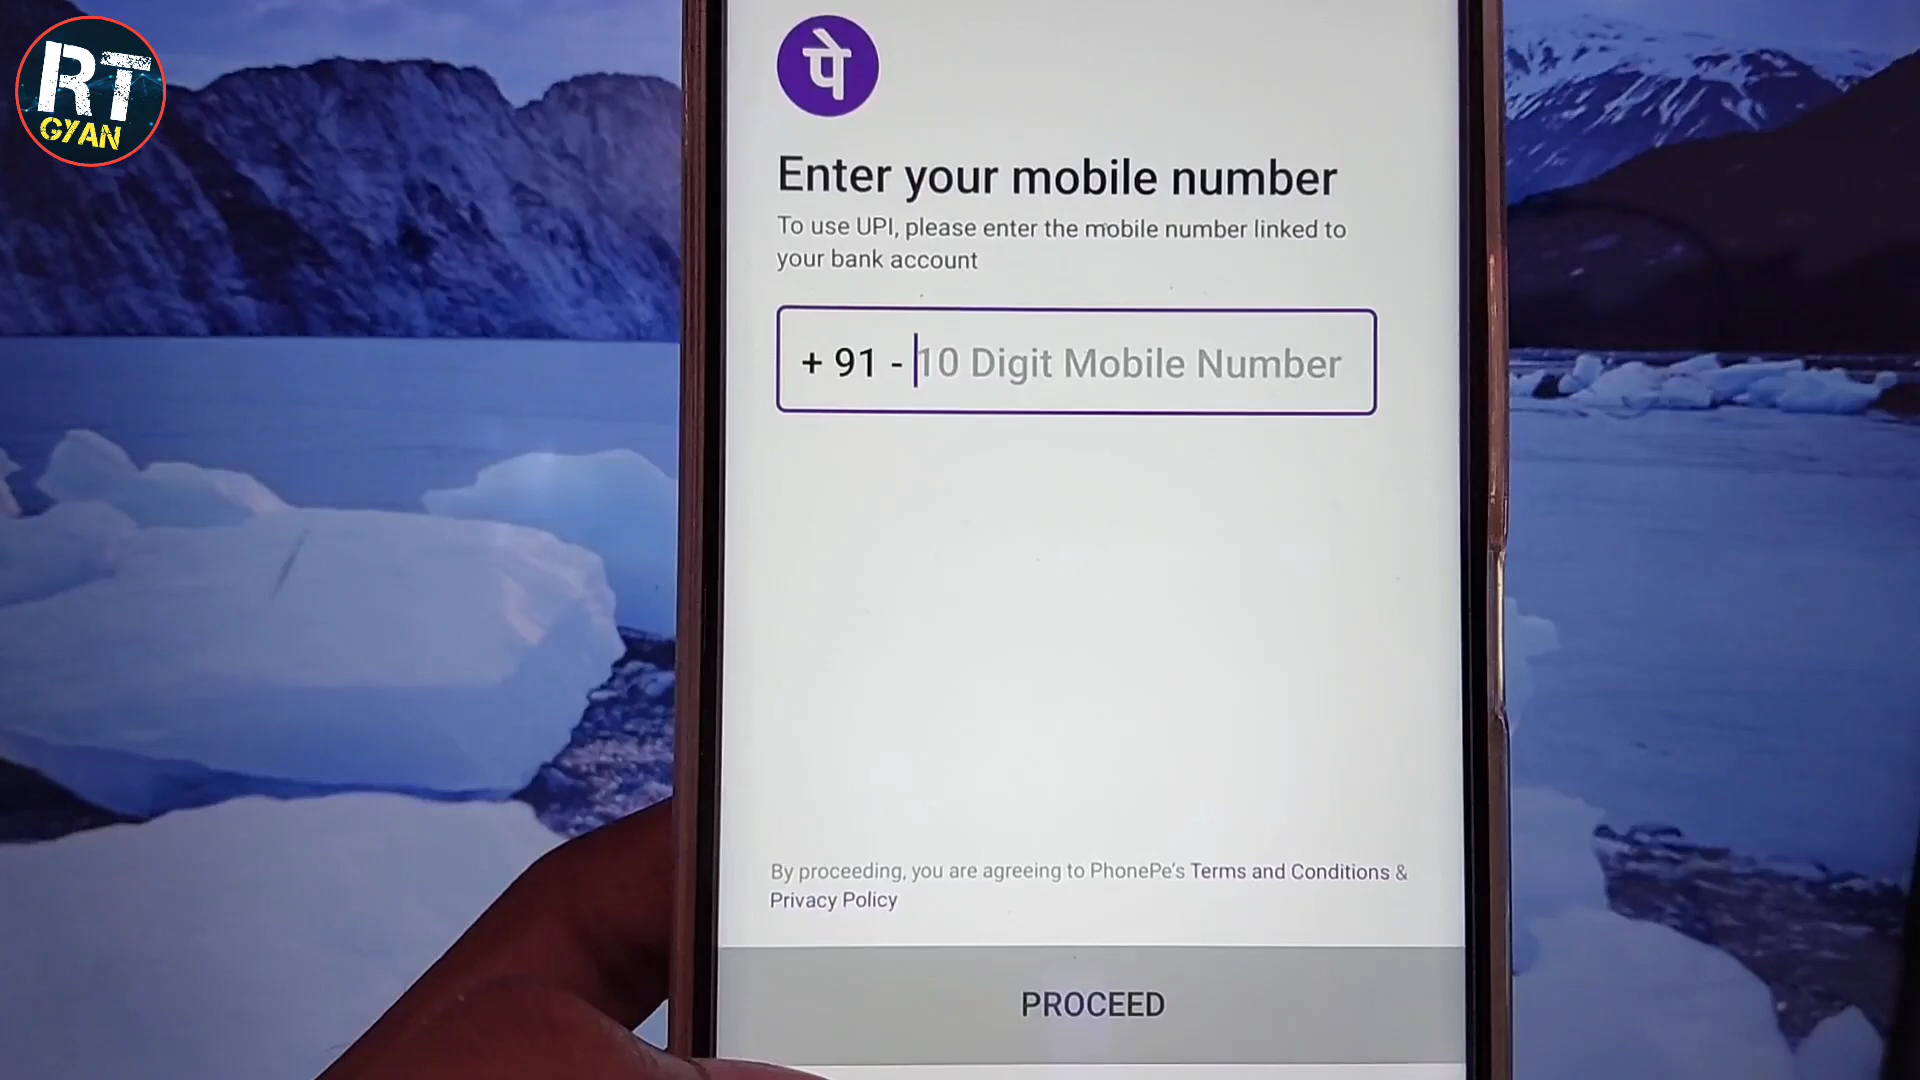 RT
GYAN
पे
Enter your mobile number
To use UPI, please enter the mobile number linked to
your bank account
+ 91 - 10 Digit Mobile Number
By proceeding, you are agreeing to PhonePe's Terms and Conditions &
Privacy Policy
PROCEED